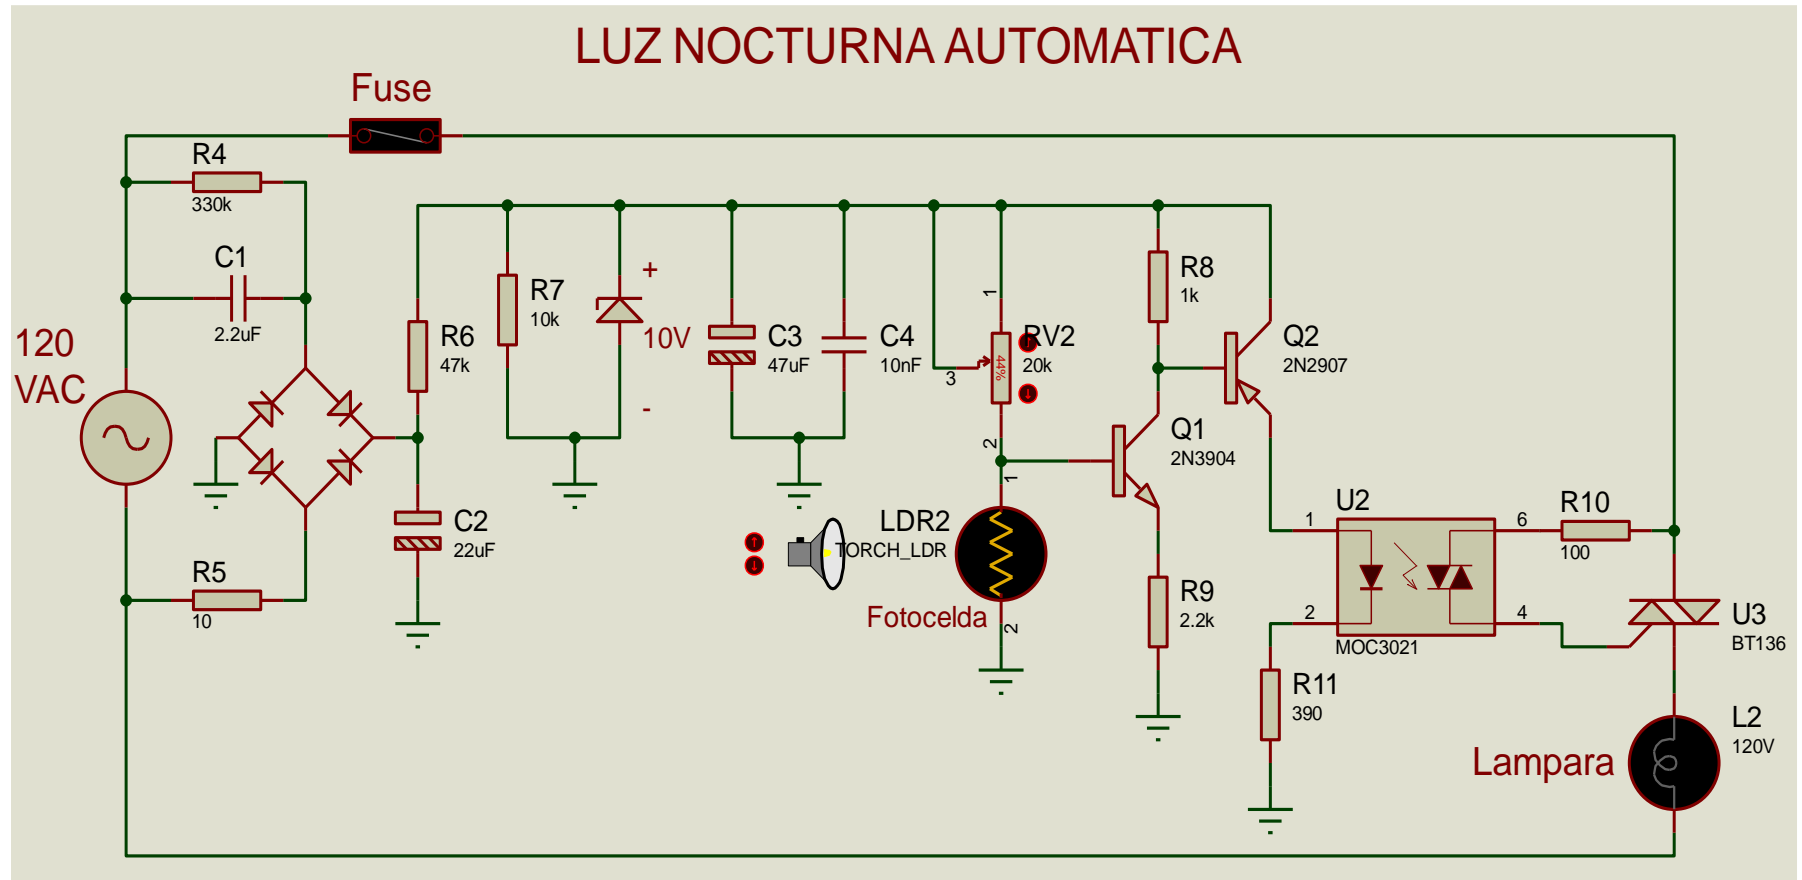 LUZ NOCTURNA AUTOMATICA
Fuse
R4
330k
C1
2.2uF
120
VAC
R5
10
R6
47k
C2
22uF
R7
10k
+
10V
-
C3
47uF
C4
10nF
1
RV2
20k
44%
3
2
1
LDR2
TORCH_LDR
Fotocelda
2
R8
1k
Q2
2N2907
Q1
2N3904
R9
2.2k
U2
1
6
2
4
MOC3021
R10
100
R11
390
U3
BT136
L2
120V
Lampara